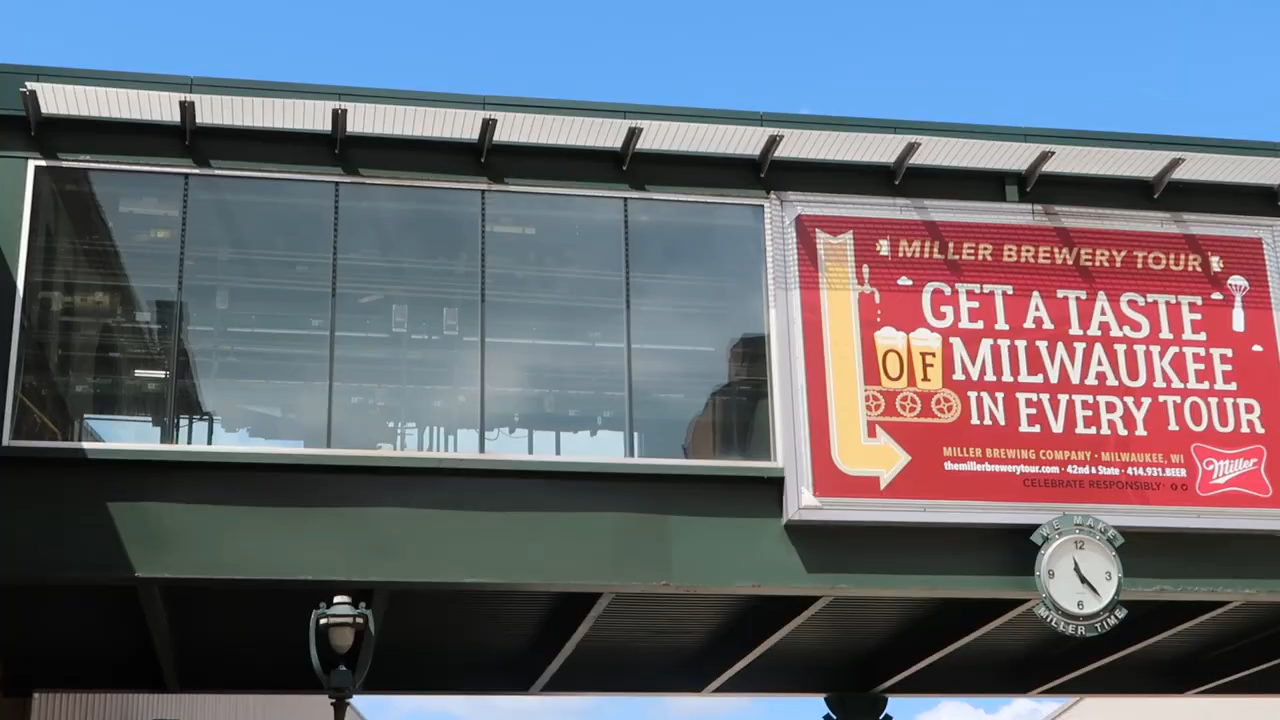 MILLER BREWERY TOUR
GET A TASTE
OF MILWAUKEE
IN EVERY TOUR
MILLER BREWING COMPANY · MILWAUKEE, WI
themillerbrewerytour.com · 42nd & State · 414.931.BEER
CELEBRATE RESPONSIBLY®
Miller
WE MAKE
12
9 3
6
MILLER TIME